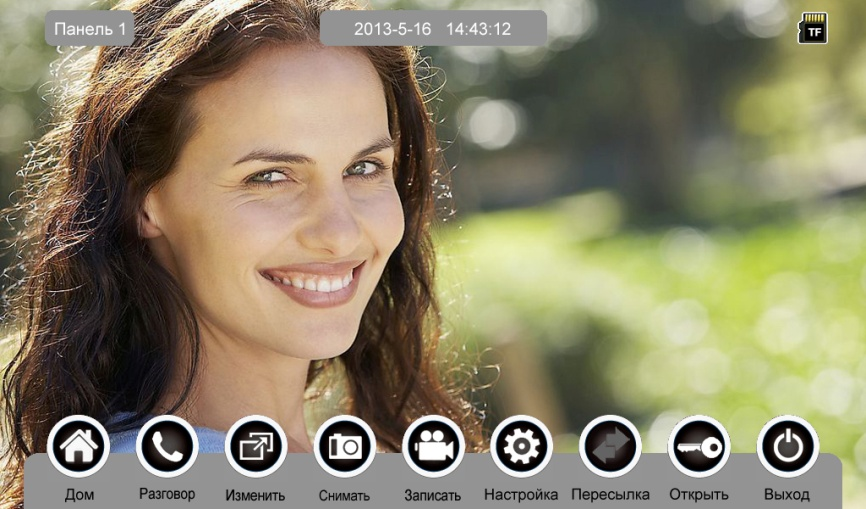 Панель 1
2013-5-16 14:43:12
TF
Дом Разговор Изменить Снимать Записать Настройка Пересылка Открыть Выход